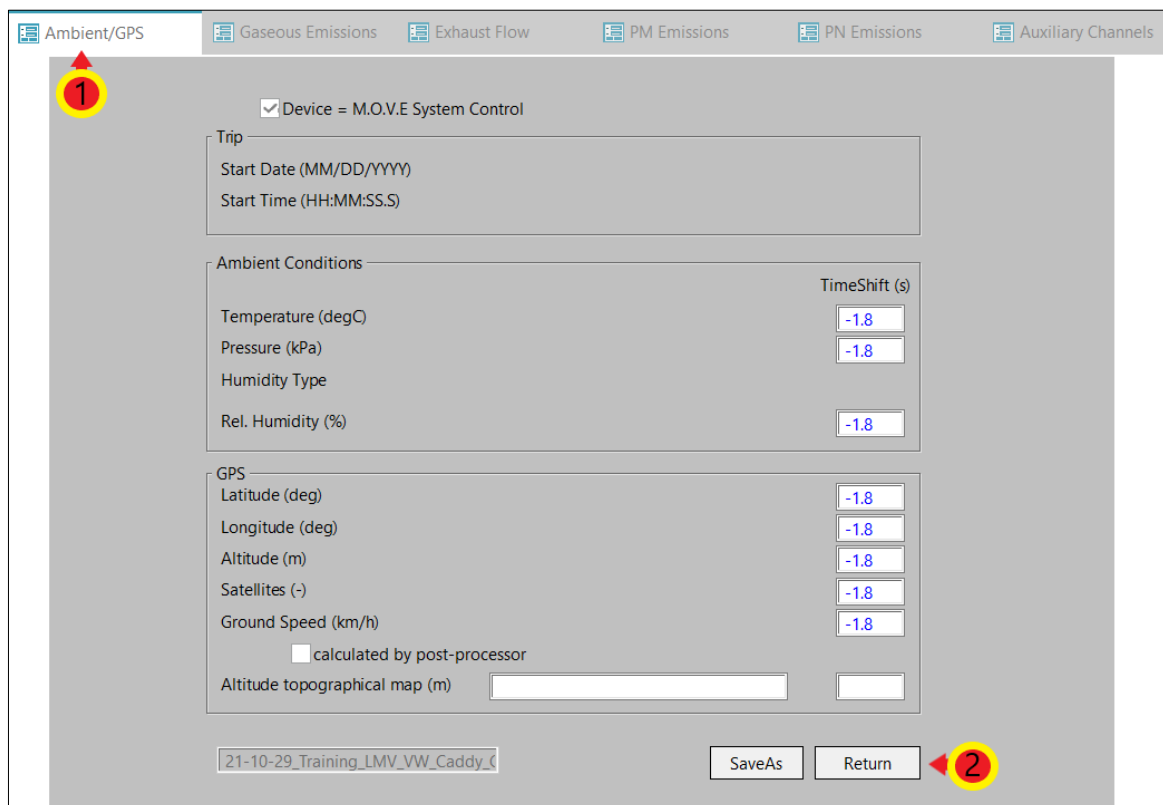 Ambient/GPS Gaseous Emissions Exhaust Flow PM Emissions PN Emissions Auxiliary Channels
1
Device = M.O.V.E System Control
Trip
Start Date (MM/DD/YYYY)
Start Time (HH:MM:SS.S)
Ambient Conditions
TimeShift (s)
Temperature (degC) -1.8
Pressure (kPa) -1.8
Humidity Type
Rel. Humidity (%) -1.8
GPS
Latitude (deg) -1.8
Longitude (deg) -1.8
Altitude (m) -1.8
Satellites (-) -1.8
Ground Speed (km/h) -1.8
calculated by post-processor
Altitude topographical map (m)
21-10-29_Training_LMV_VW_Caddy_ SaveAs Return 2